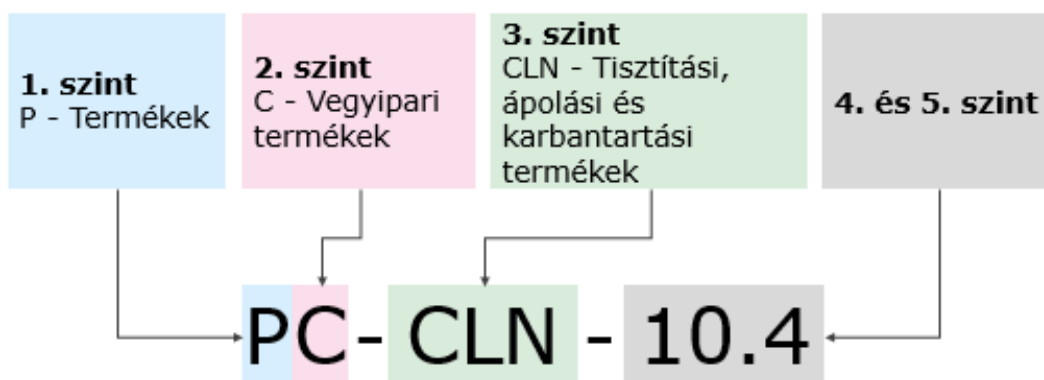 1. szint
P - Termékek
2. szint
C - Vegyipari
termékek
3. szint
CLN - Tisztítási,
ápolási és
karbantartási
termékek
4. és 5. szint
PC - CLN - 10.4